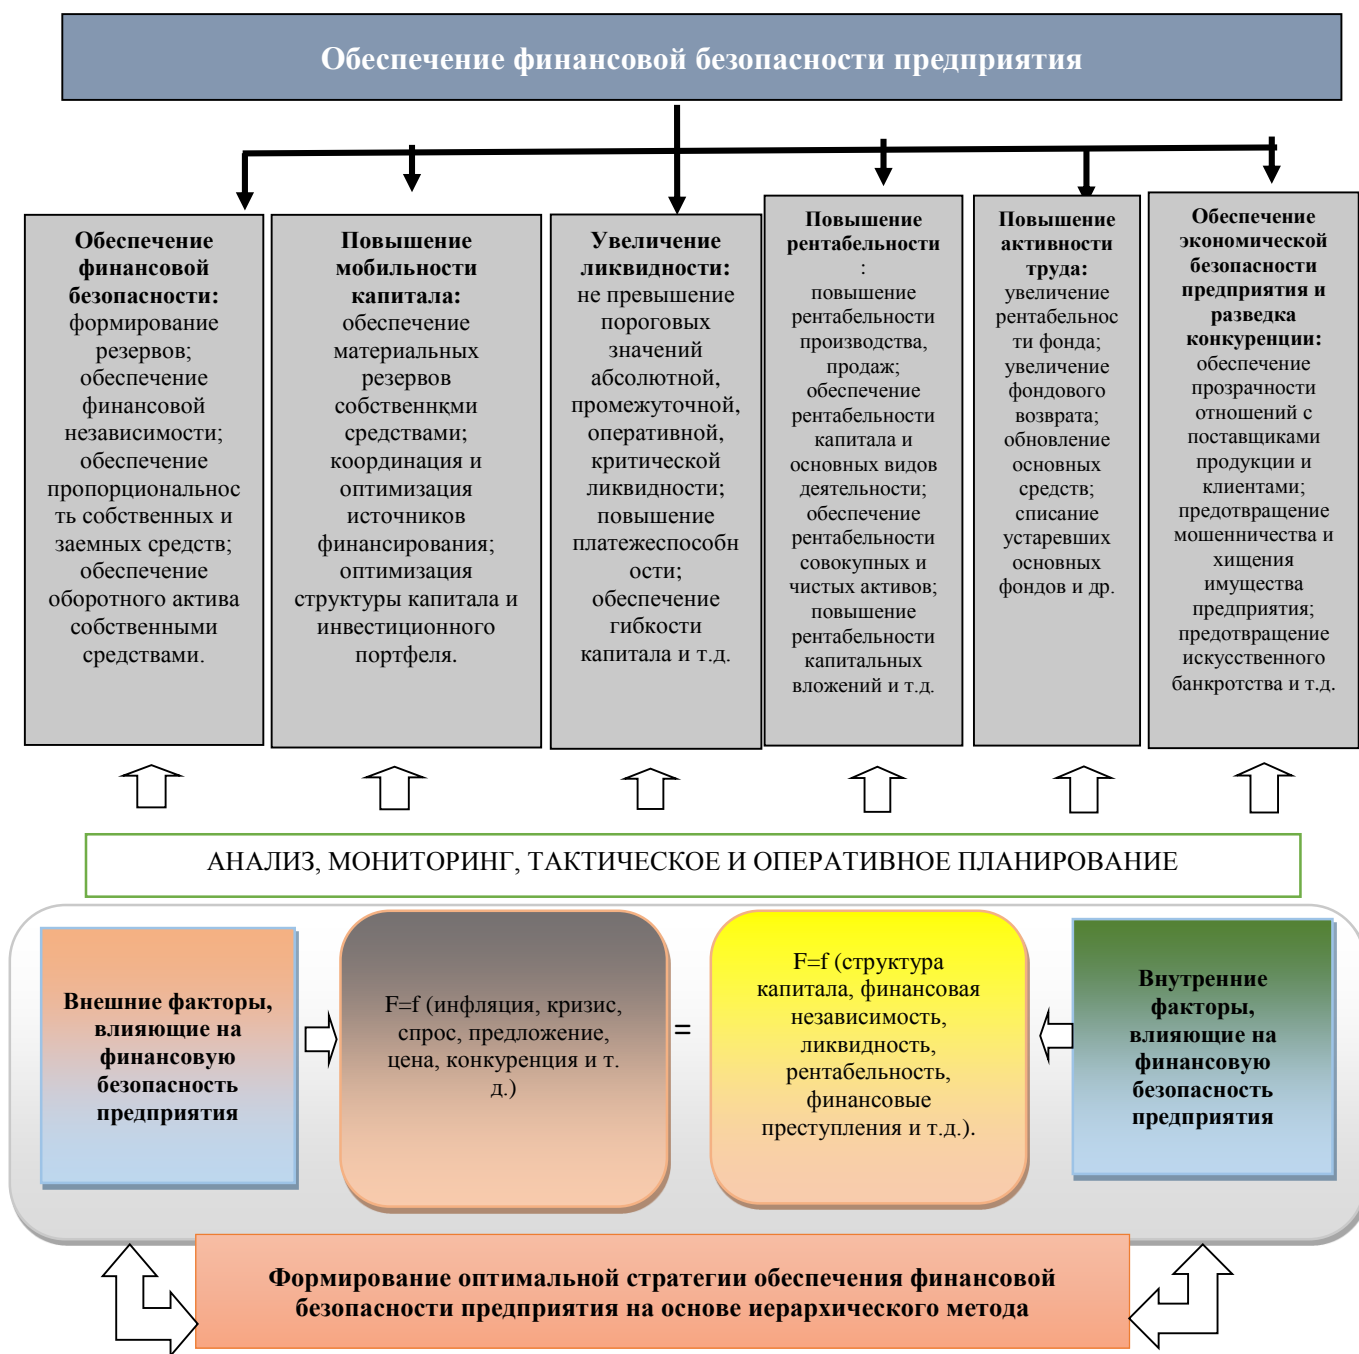 Обеспечение финансовой безопасности предприятия
Обеспечение
финансовой
безопасности:
формирование
резервов;
обеспечение
финансовой
независимости;
обеспечение
пропорциональнос
ть собственных и
заемных средств;
обеспечение
оборотного актива
собственными
средствами.
Повышение
мобильности
капитала:
обеспечение
материальных
резервов
собственнқми
средствами;
координация и
оптимизация
источников
финансирования;
оптимизация
структуры капитала и
инвестиционного
портфеля.
Увеличение
ликвидности:
не превышение
пороговых
значений
абсолютной,
промежуточной,
оперативной,
критической
ликвидности;
повышение
платежеспособн
ости;
обеспечение
гибкости
капитала и т.д.
Повышение
рентабельности
:
повышение
рентабельности
производства,
продаж;
обеспечение
рентабельности
капитала и
основных видов
деятельности;
обеспечение
рентабельности
совокупных и
чистых активов;
повышение
рентабельности
капитальных
вложений и т.д.
Повышение
активности
труда:
увеличение
рентабельнос
ти фонда;
увеличение
фондового
возврата;
обновление
основных
средств;
списание
устаревших
основных
фондов и др.
Обеспечение
экономической
безопасности
предприятия и
разведка
конкуренции:
обеспечение
прозрачности
отношений с
поставщиками
продукции и
клиентами;
предотвращение
мошенничества и
хищения
имущества
предприятия;
предотвращение
искусственного
банкротства и т.д.
АНАЛИЗ, МОНИТОРИНГ, ТАКТИЧЕСКОЕ И ОПЕРАТИВНОЕ ПЛАНИРОВАНИЕ
Внешние факторы,
влияющие на
финансовую
безопасность
предприятия
F=f (инфляция, кризис,
спрос, предложение,
цена, конкуренция и т.
д.)
=
F=f (структура
капитала, финансовая
независимость,
ликвидность,
рентабельность,
финансовые
преступления и т.д.).
Внутренние
факторы,
влияющие на
финансовую
безопасность
предприятия
Формирование оптимальной стратегии обеспечения финансовой
безопасности предприятия на основе иерархического метода